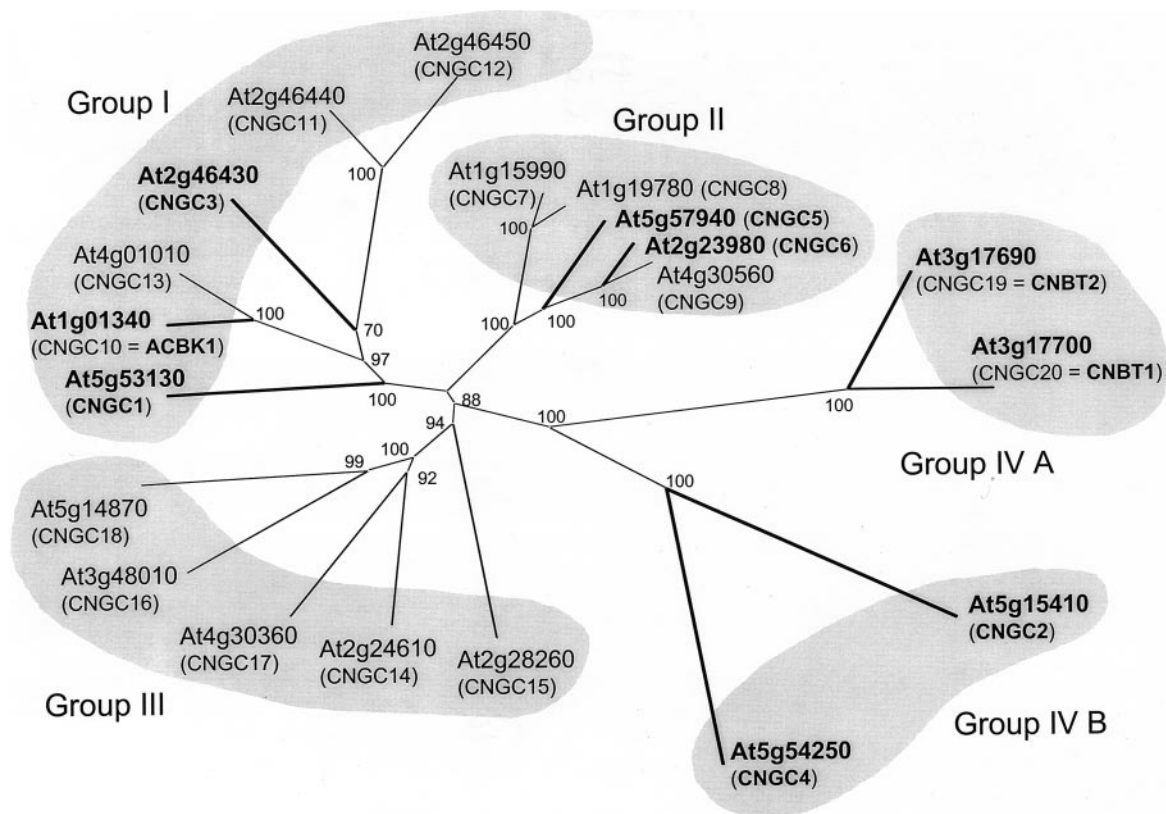 Group I
At2g46450
(CNGC12)
At2g46440
(CNGC11)
At2g46430
(CNGC3)
At4g01010
(CNGC13)
At1g01340
(CNGC10 = ACBK1)
At5g53130
(CNGC1)
100
70
100
97
100
Group II
At1g15990
(CNGC7)
At1g19780 (CNGC8)
At5g57940 (CNGC5)
At2g23980 (CNGC6)
At4g30560
(CNGC9)
100
100
100
100
At3g17690
(CNGC19 = CNBT2)
At3g17700
(CNGC20 = CNBT1)
100
Group IV A
88
94
100
100
99
92
100
At5g14870
(CNGC18)
At3g48010
(CNGC16)
At4g30360
(CNGC17)
At2g24610
(CNGC14)
At2g28260
(CNGC15)
Group III
At5g15410
(CNGC2)
Group IV B
At5g54250
(CNGC4)